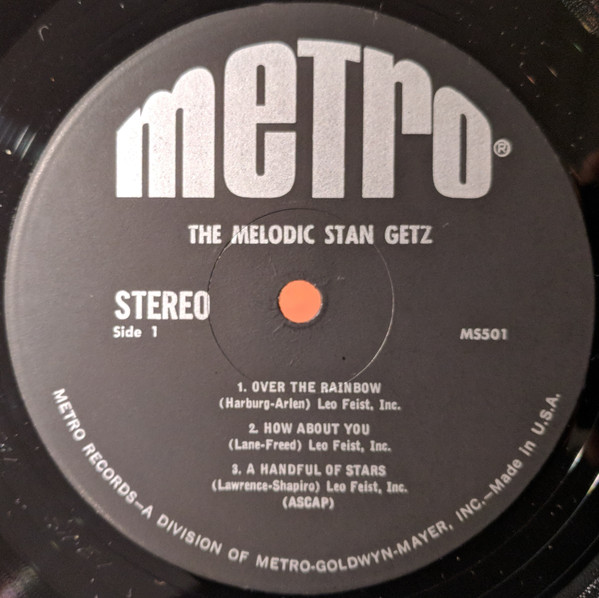 meTro®
THE MELODIC STAN GETZ
STEREO
Side 1
MS501
1. OVER THE RAINBOW
(Harburg-Arlen) Leo Feist, Inc.
2. HOW ABOUT YOU
(Lane-Freed) Leo Feist, Inc.
3. A HANDFUL OF STARS
(Lawrence-Shapiro) Leo Feist, Inc.
(ASCAP)
METRO RECORDS—A DIVISION OF METRO-GOLDWYN-MAYER, INC.—Made in U.S.A.